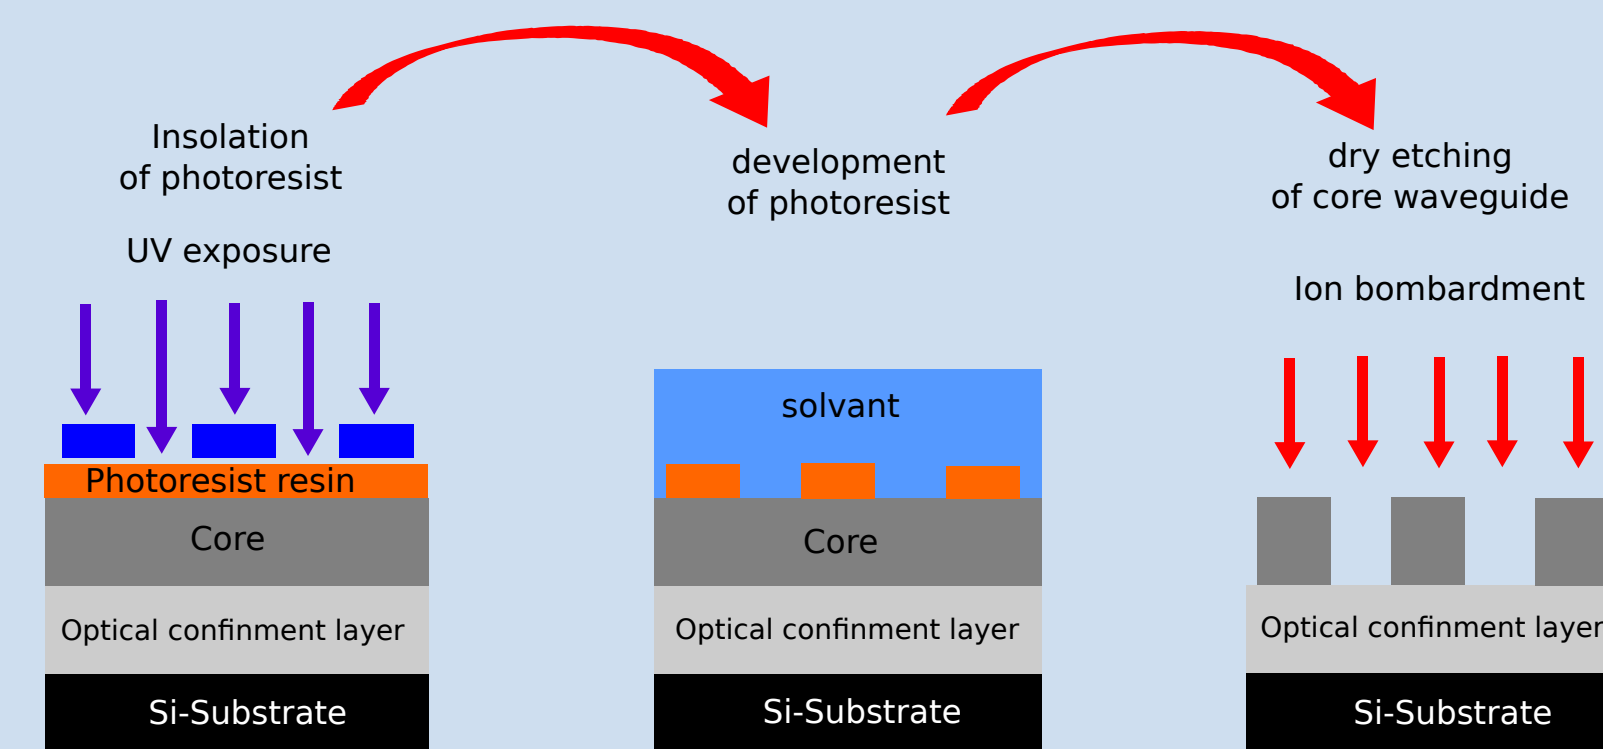 Insolation
of photoresist
UV exposure
Photoresist resin
Core
Optical confinment layer
Si-Substrate
development
of photoresist
solvant
Core
Optical confinment layer
Si-Substrate
dry etching
of core waveguide
Ion bombardment
Optical confinment layer
Si-Substrate